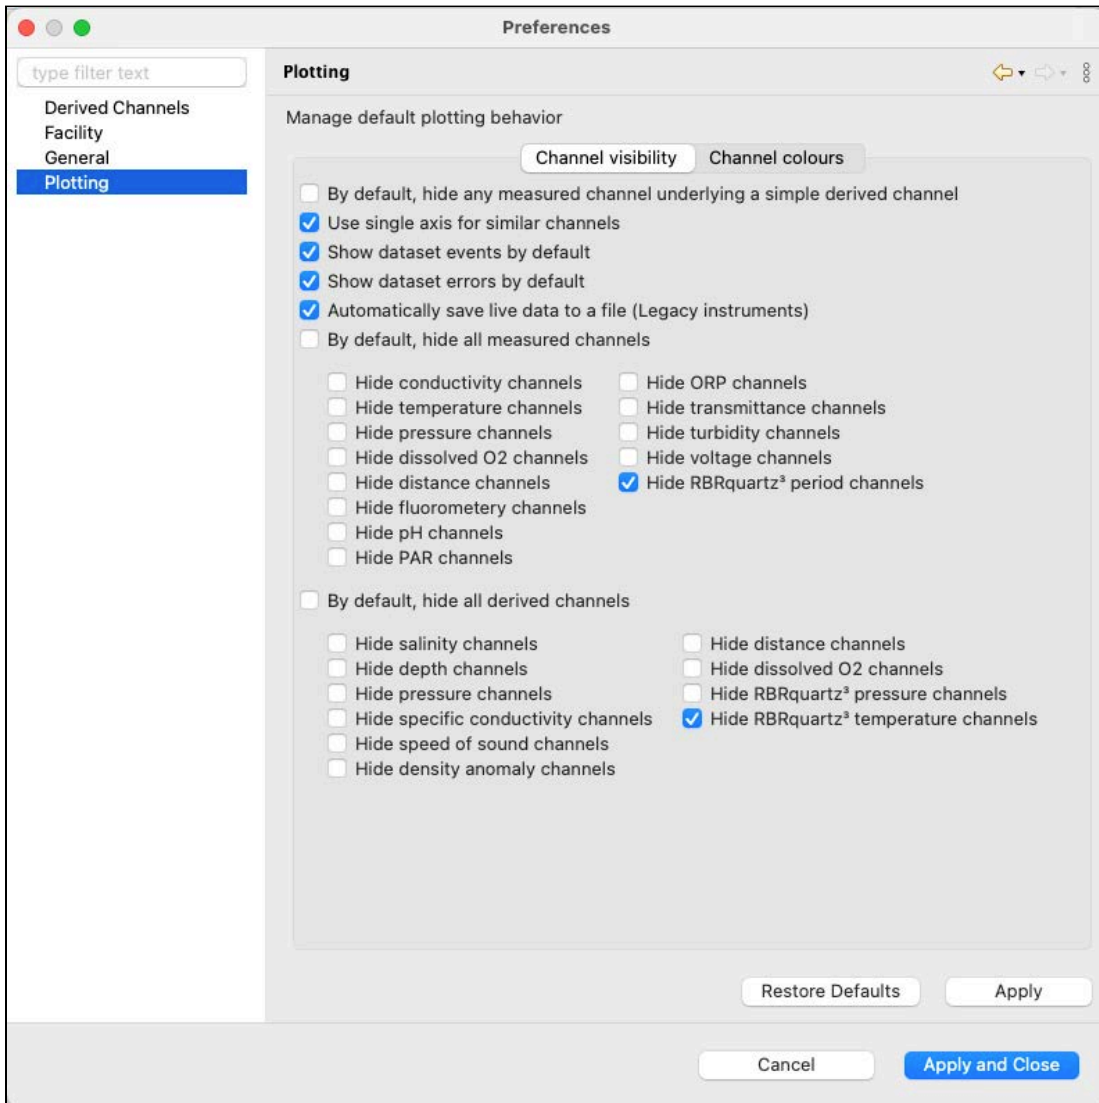 Preferences
type filter text
Derived Channels
Facility
General
Plotting
Plotting
Manage default plotting behavior
Channel visibility
Channel colours
By default, hide any measured channel underlying a simple derived channel
Use single axis for similar channels
Show dataset events by default
Show dataset errors by default
Automatically save live data to a file (Legacy instruments)
By default, hide all measured channels
Hide conductivity channels
Hide temperature channels
Hide pressure channels
Hide dissolved O2 channels
Hide distance channels
Hide fluorometery channels
Hide pH channels
Hide PAR channels
Hide ORP channels
Hide transmittance channels
Hide turbidity channels
Hide voltage channels
Hide RBRquartz³ period channels
By default, hide all derived channels
Hide salinity channels
Hide depth channels
Hide pressure channels
Hide specific conductivity channels
Hide speed of sound channels
Hide density anomaly channels
Hide distance channels
Hide dissolved O2 channels
Hide RBRquartz³ pressure channels
Hide RBRquartz³ temperature channels
Restore Defaults
Apply
Cancel
Apply and Close